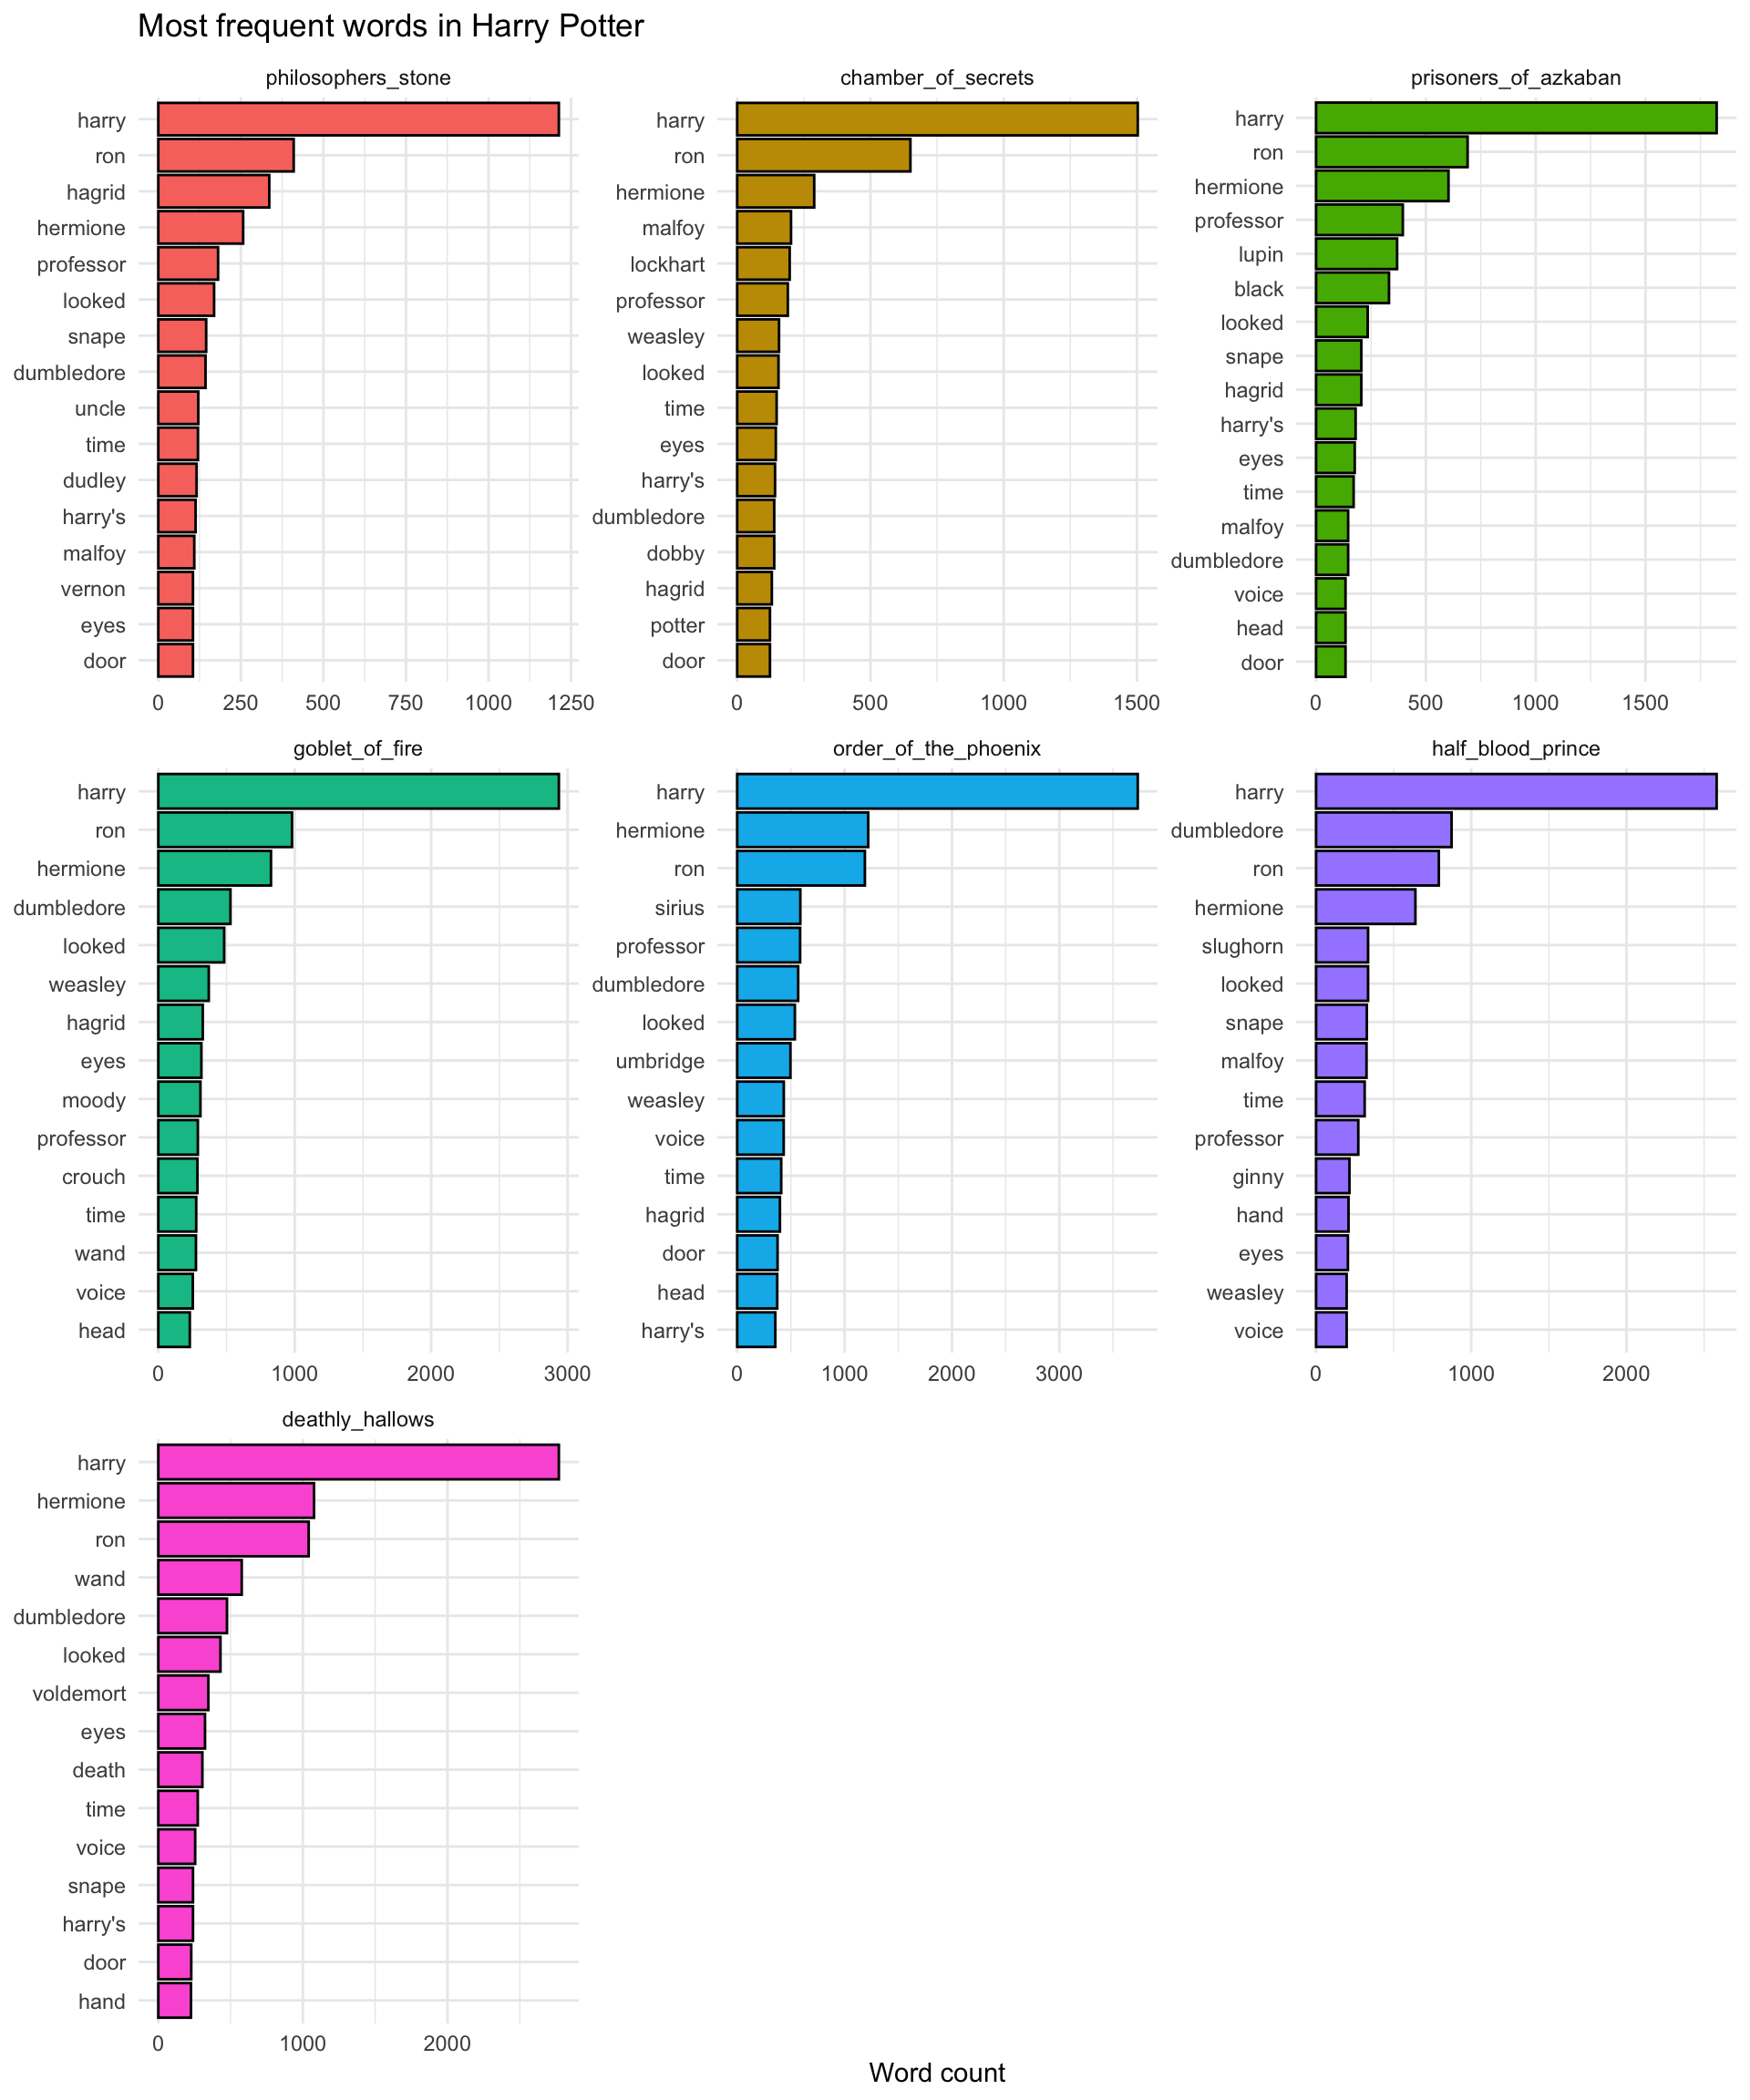 Most frequent words in Harry Potter
philosophers_stone
harry
ron
hagrid
hermione
professor
looked
snape
dumbledore
uncle
time
dudley
harry's
malfoy
vernon
eyes
door
0 250 500 750 1000 1250
chamber_of_secrets
harry
ron
hermione
malfoy
lockhart
professor
weasley
looked
time
eyes
harry's
dumbledore
dobby
hagrid
potter
door
0 500 1000 1500
prisoners_of_azkaban
harry
ron
hermione
professor
lupin
black
looked
snape
hagrid
harry's
eyes
time
malfoy
dumbledore
voice
head
door
0 500 1000 1500
goblet_of_fire
harry
ron
hermione
dumbledore
looked
weasley
hagrid
eyes
moody
professor
crouch
time
wand
voice
head
0 1000 2000 3000
order_of_the_phoenix
harry
hermione
ron
sirius
professor
dumbledore
looked
umbridge
weasley
voice
time
hagrid
door
head
harry's
0 1000 2000 3000
half_blood_prince
harry
dumbledore
ron
hermione
slughorn
looked
snape
malfoy
time
professor
ginny
hand
eyes
weasley
voice
0 1000 2000
deathly_hallows
harry
hermione
ron
wand
dumbledore
looked
voldemort
eyes
death
time
voice
snape
harry's
door
hand
0 1000 2000
Word count